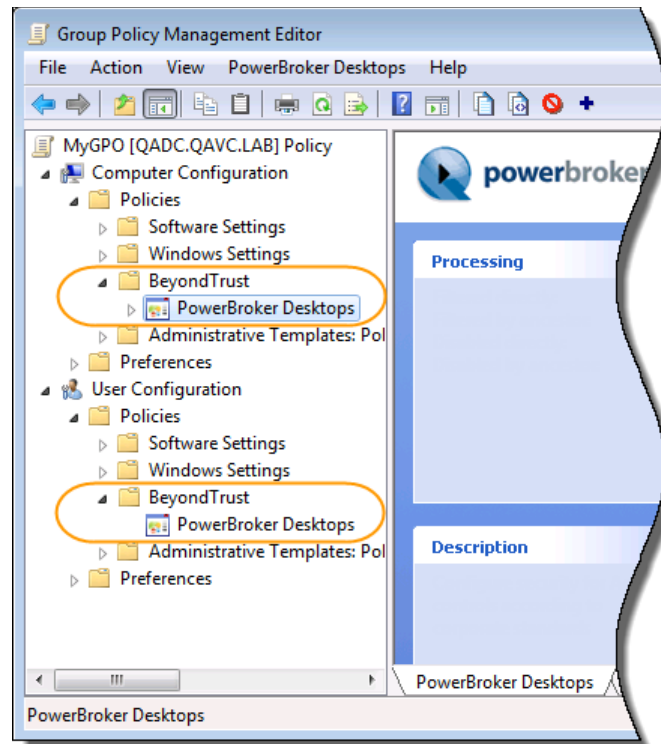 Group Policy Management Editor
File Action View PowerBroker Desktops Help
MyGPO [QADC.QAVC.LAB] Policy
Computer Configuration
Policies
Software Settings
Windows Settings
BeyondTrust
PowerBroker Desktops
Administrative Templates: Pol
Preferences
User Configuration
Policies
Software Settings
Windows Settings
BeyondTrust
PowerBroker Desktops
Administrative Templates: Pol
Preferences
powerbroker
Processing
Description
PowerBroker Desktops
PowerBroker Desktops